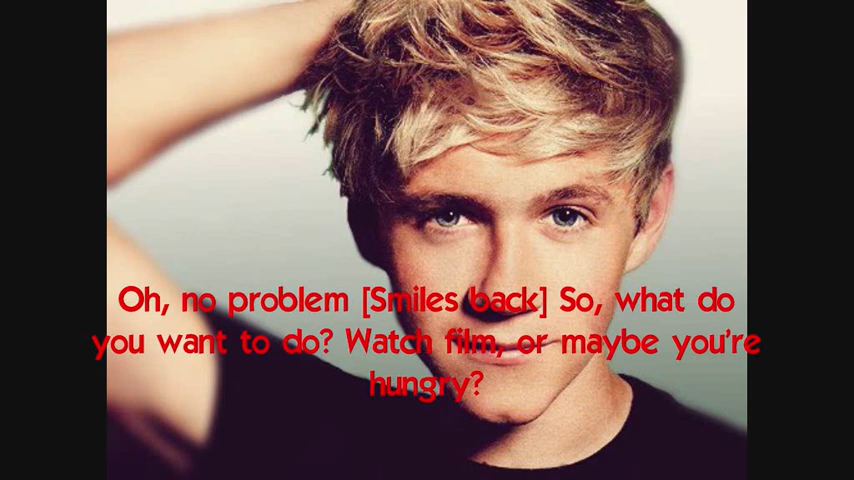 Oh, no problem [Smiles back] So, what do
you want to do? Watch film, or maybe you're
hungry?